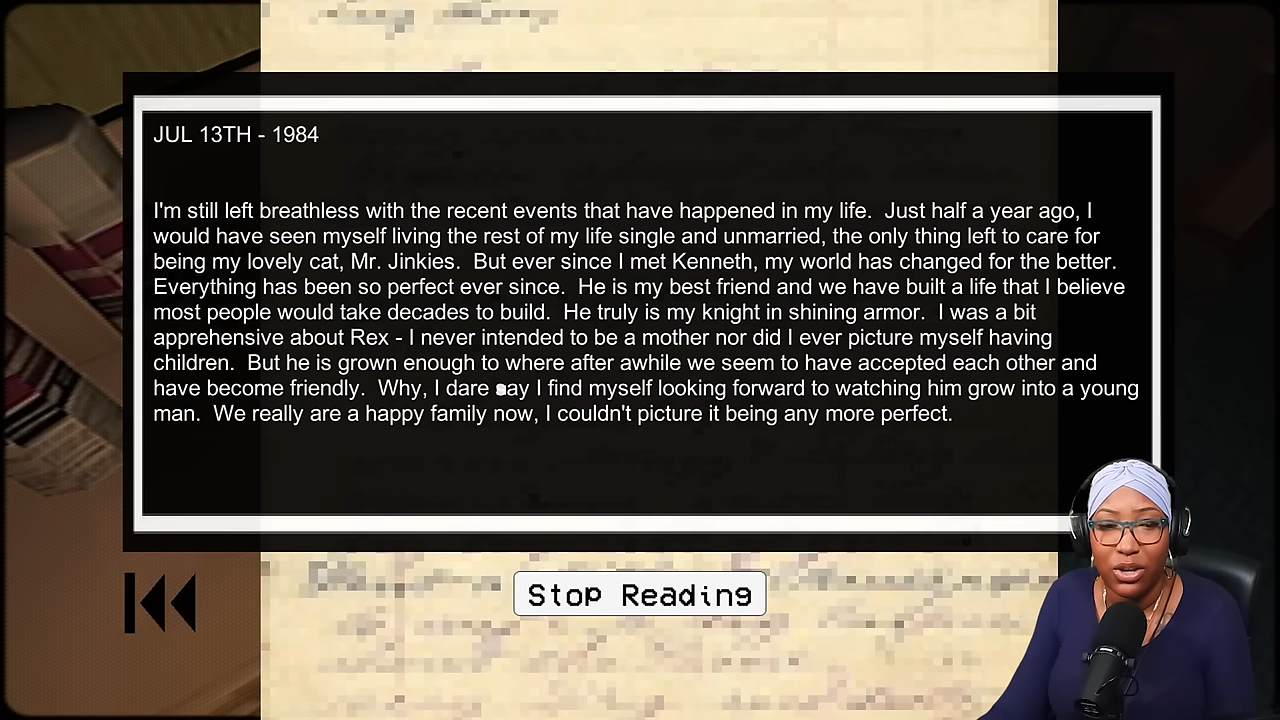 JUL 13TH - 1984
I'm still left breathless with the recent events that have happened in my life.  Just half a year ago, I
would have seen myself living the rest of my life single and unmarried, the only thing left to care for
being my lovely cat, Mr. Jinkies.  But ever since I met Kenneth, my world has changed for the better.
Everything has been so perfect ever since.  He is my best friend and we have built a life that I believe
most people would take decades to build.  He truly is my knight in shining armor.  I was a bit
apprehensive about Rex - I never intended to be a mother nor did I ever picture myself having
children.  But he is grown enough to where after awhile we seem to have accepted each other and
have become friendly.  Why, I dare say I find myself looking forward to watching him grow into a young
man.  We really are a happy family now, I couldn't picture it being any more perfect.
Stop Reading